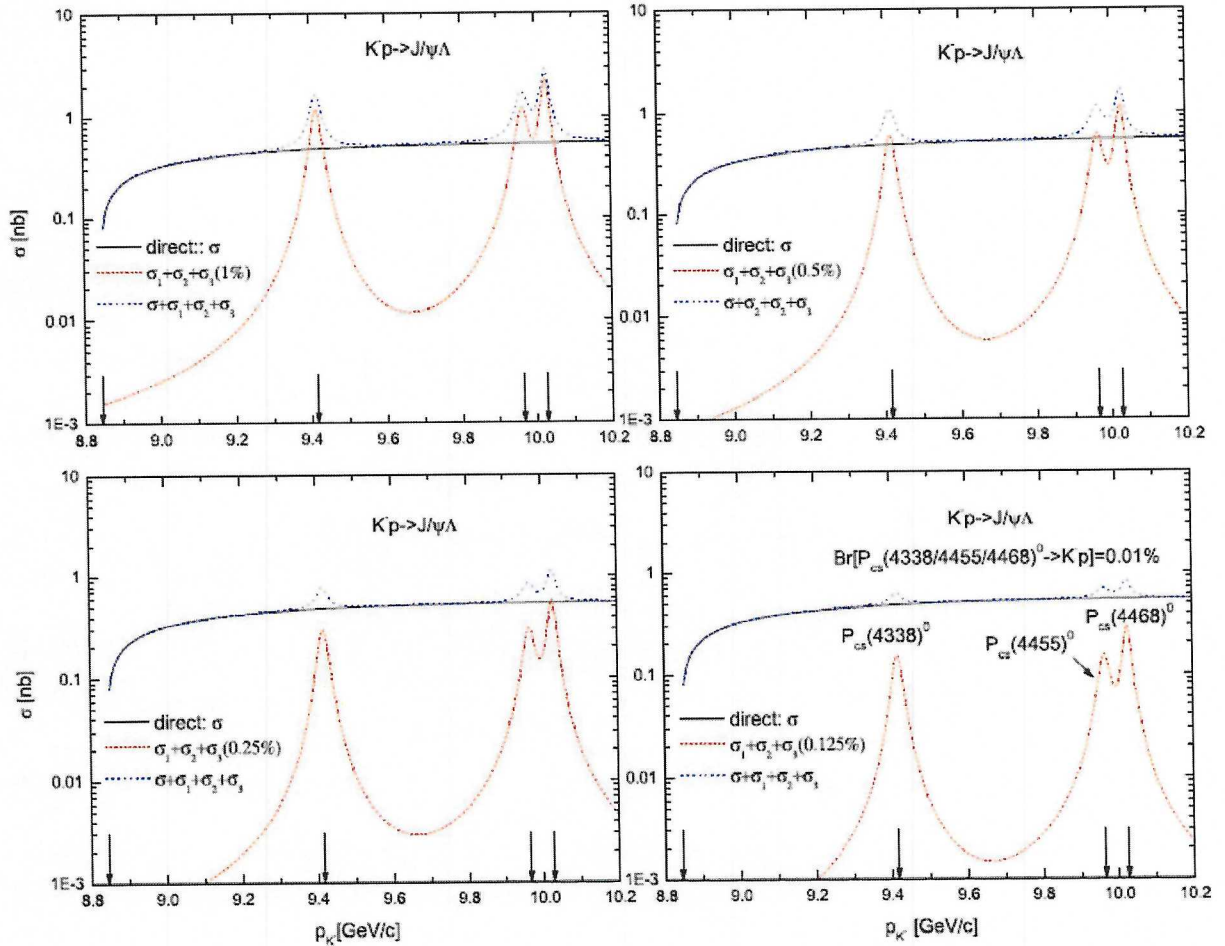 K⁻p->J/ψΛ
σ [nb]
10
1
0.1
0.01
1E-3
direct:: σ
σ₁+σ₂+σ₃(1%)
σ+σ₁+σ₂+σ₃
8.8 9.0 9.2 9.4 9.6 9.8 10.0 10.2
K⁻p->J/ψΛ
10
1
0.1
0.01
1E-3
direct: σ
σ₁+σ₂+σ₃(0.5%)
σ+σ₂+σ₂+σ₃
8.8 9.0 9.2 9.4 9.6 9.8 10.0 10.2
K⁻p->J/ψΛ
σ [nb]
10
1
0.1
0.01
1E-3
direct: σ
σ₁+σ₂+σ₃(0.25%)
σ+σ₁+σ₂+σ₃
8.8 9.0 9.2 9.4 9.6 9.8 10.0 10.2
p_K⁻[GeV/c]
K⁻p->J/ψΛ
Br[P_cs(4338/4455/4468)⁰->K⁻p]=0.01%
10
1
0.1
0.01
1E-3
P_cs(4338)⁰
P_cs(4455)⁰
P_cs(4468)⁰
direct: σ
σ₁+σ₂+σ₃(0.125%)
σ+σ₁+σ₂+σ₃
8.8 9.0 9.2 9.4 9.6 9.8 10.0 10.2
p_K⁻ [GeV/c]